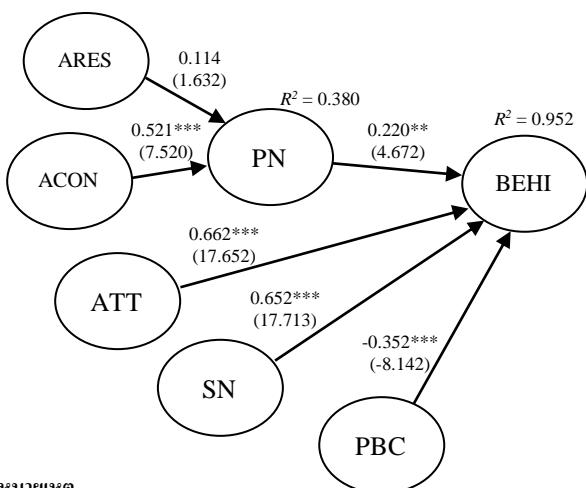 ARES
0.114
(1.632)
R² = 0.380
0.521***
(7.520)
ACON
PN
0.220**
(4.672)
R² = 0.952
BEHI
0.662***
(17.652)
ATT
0.652***
(17.713)
SN
-0.352***
(-8.142)
PBC